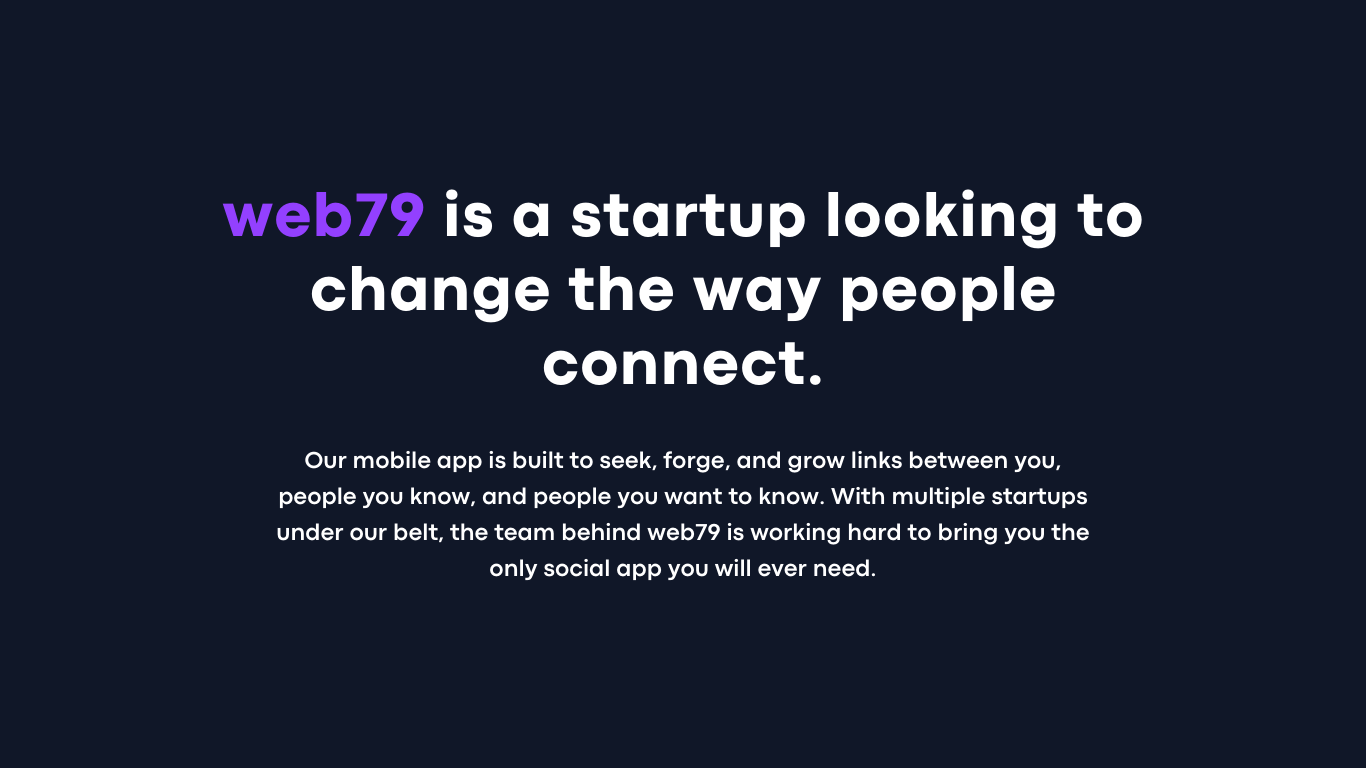 web79 is a startup looking to
change the way people
connect.
Our mobile app is built to seek, forge, and grow links between you,
people you know, and people you want to know. With multiple startups
under our belt, the team behind web79 is working hard to bring you the
only social app you will ever need.